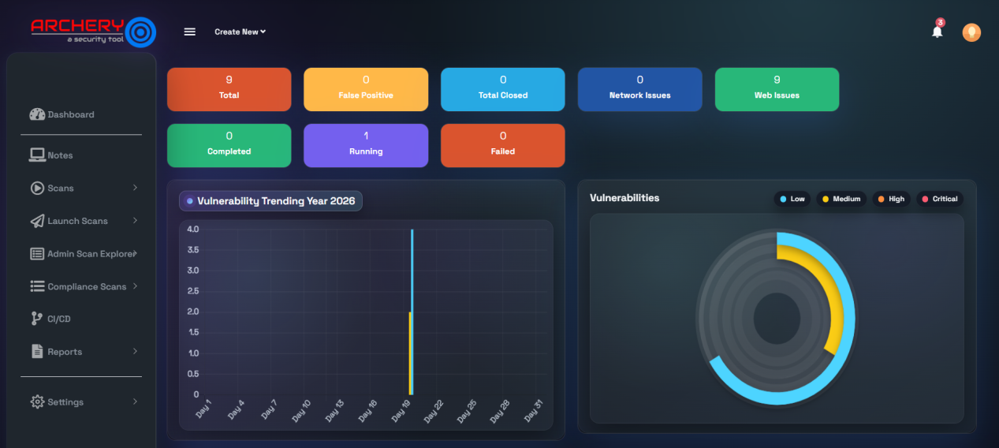 ARCHERY
a security tool
Create New
3
Dashboard
Notes
Scans
Launch Scans
Admin Scan Explorer
Compliance Scans
CI/CD
Reports
Settings
9
Total
0
False Positive
0
Total Closed
0
Network Issues
9
Web Issues
0
Completed
1
Running
0
Failed
Vulnerability Trending Year 2026
4.0
3.5
3.0
2.5
2.0
1.5
1.0
0.5
0
Day 1 Day 4 Day 7 Day 10 Day 13 Day 16 Day 19 Day 22 Day 25 Day 28 Day 31
Vulnerabilities
Low Medium High Critical